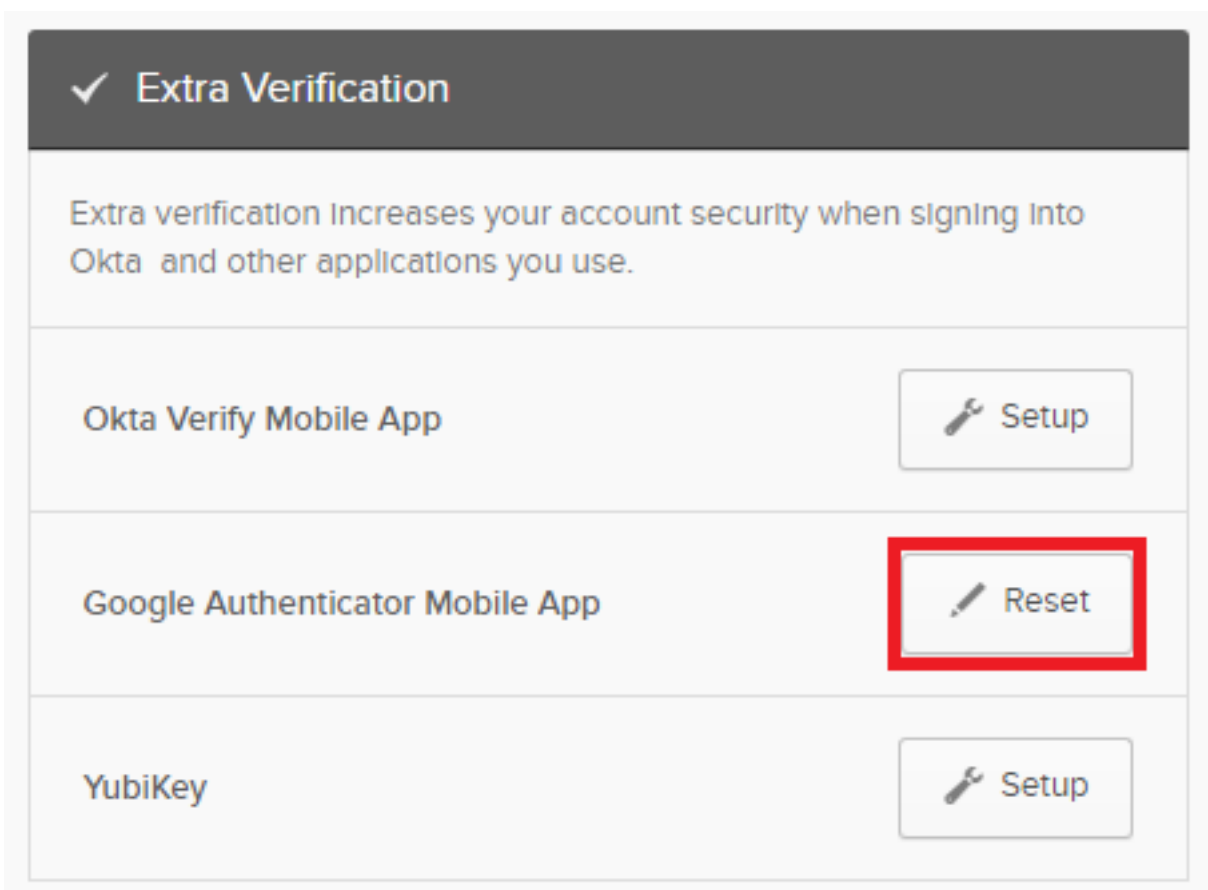 Extra Verification
Extra verification increases your account security when signing into
Okta and other applications you use.
Okta Verify Mobile App
Setup
Google Authenticator Mobile App
Reset
YubiKey
Setup